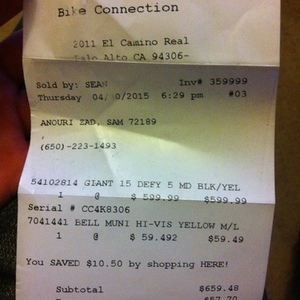 Bike Connection
2011 El Camino Real
Palo Alto CA 94306-
Sold by: SEAN Inv# 359999
Thursday 6:29 pm #03
ANOURI ZAD, SAM 72189
,
(650)-223-1493
54102814 GIANT 15 DEFY 5 MD BLK/YEL
1 @ $ 599.99 $599.99
Serial # CC4K8306
7041441 BELL MUNI HI-VIS YELLOW M/L
1 @ $ 59.492 $59.49
You SAVED $10.50 by shopping HERE!
Subtotal $659.48